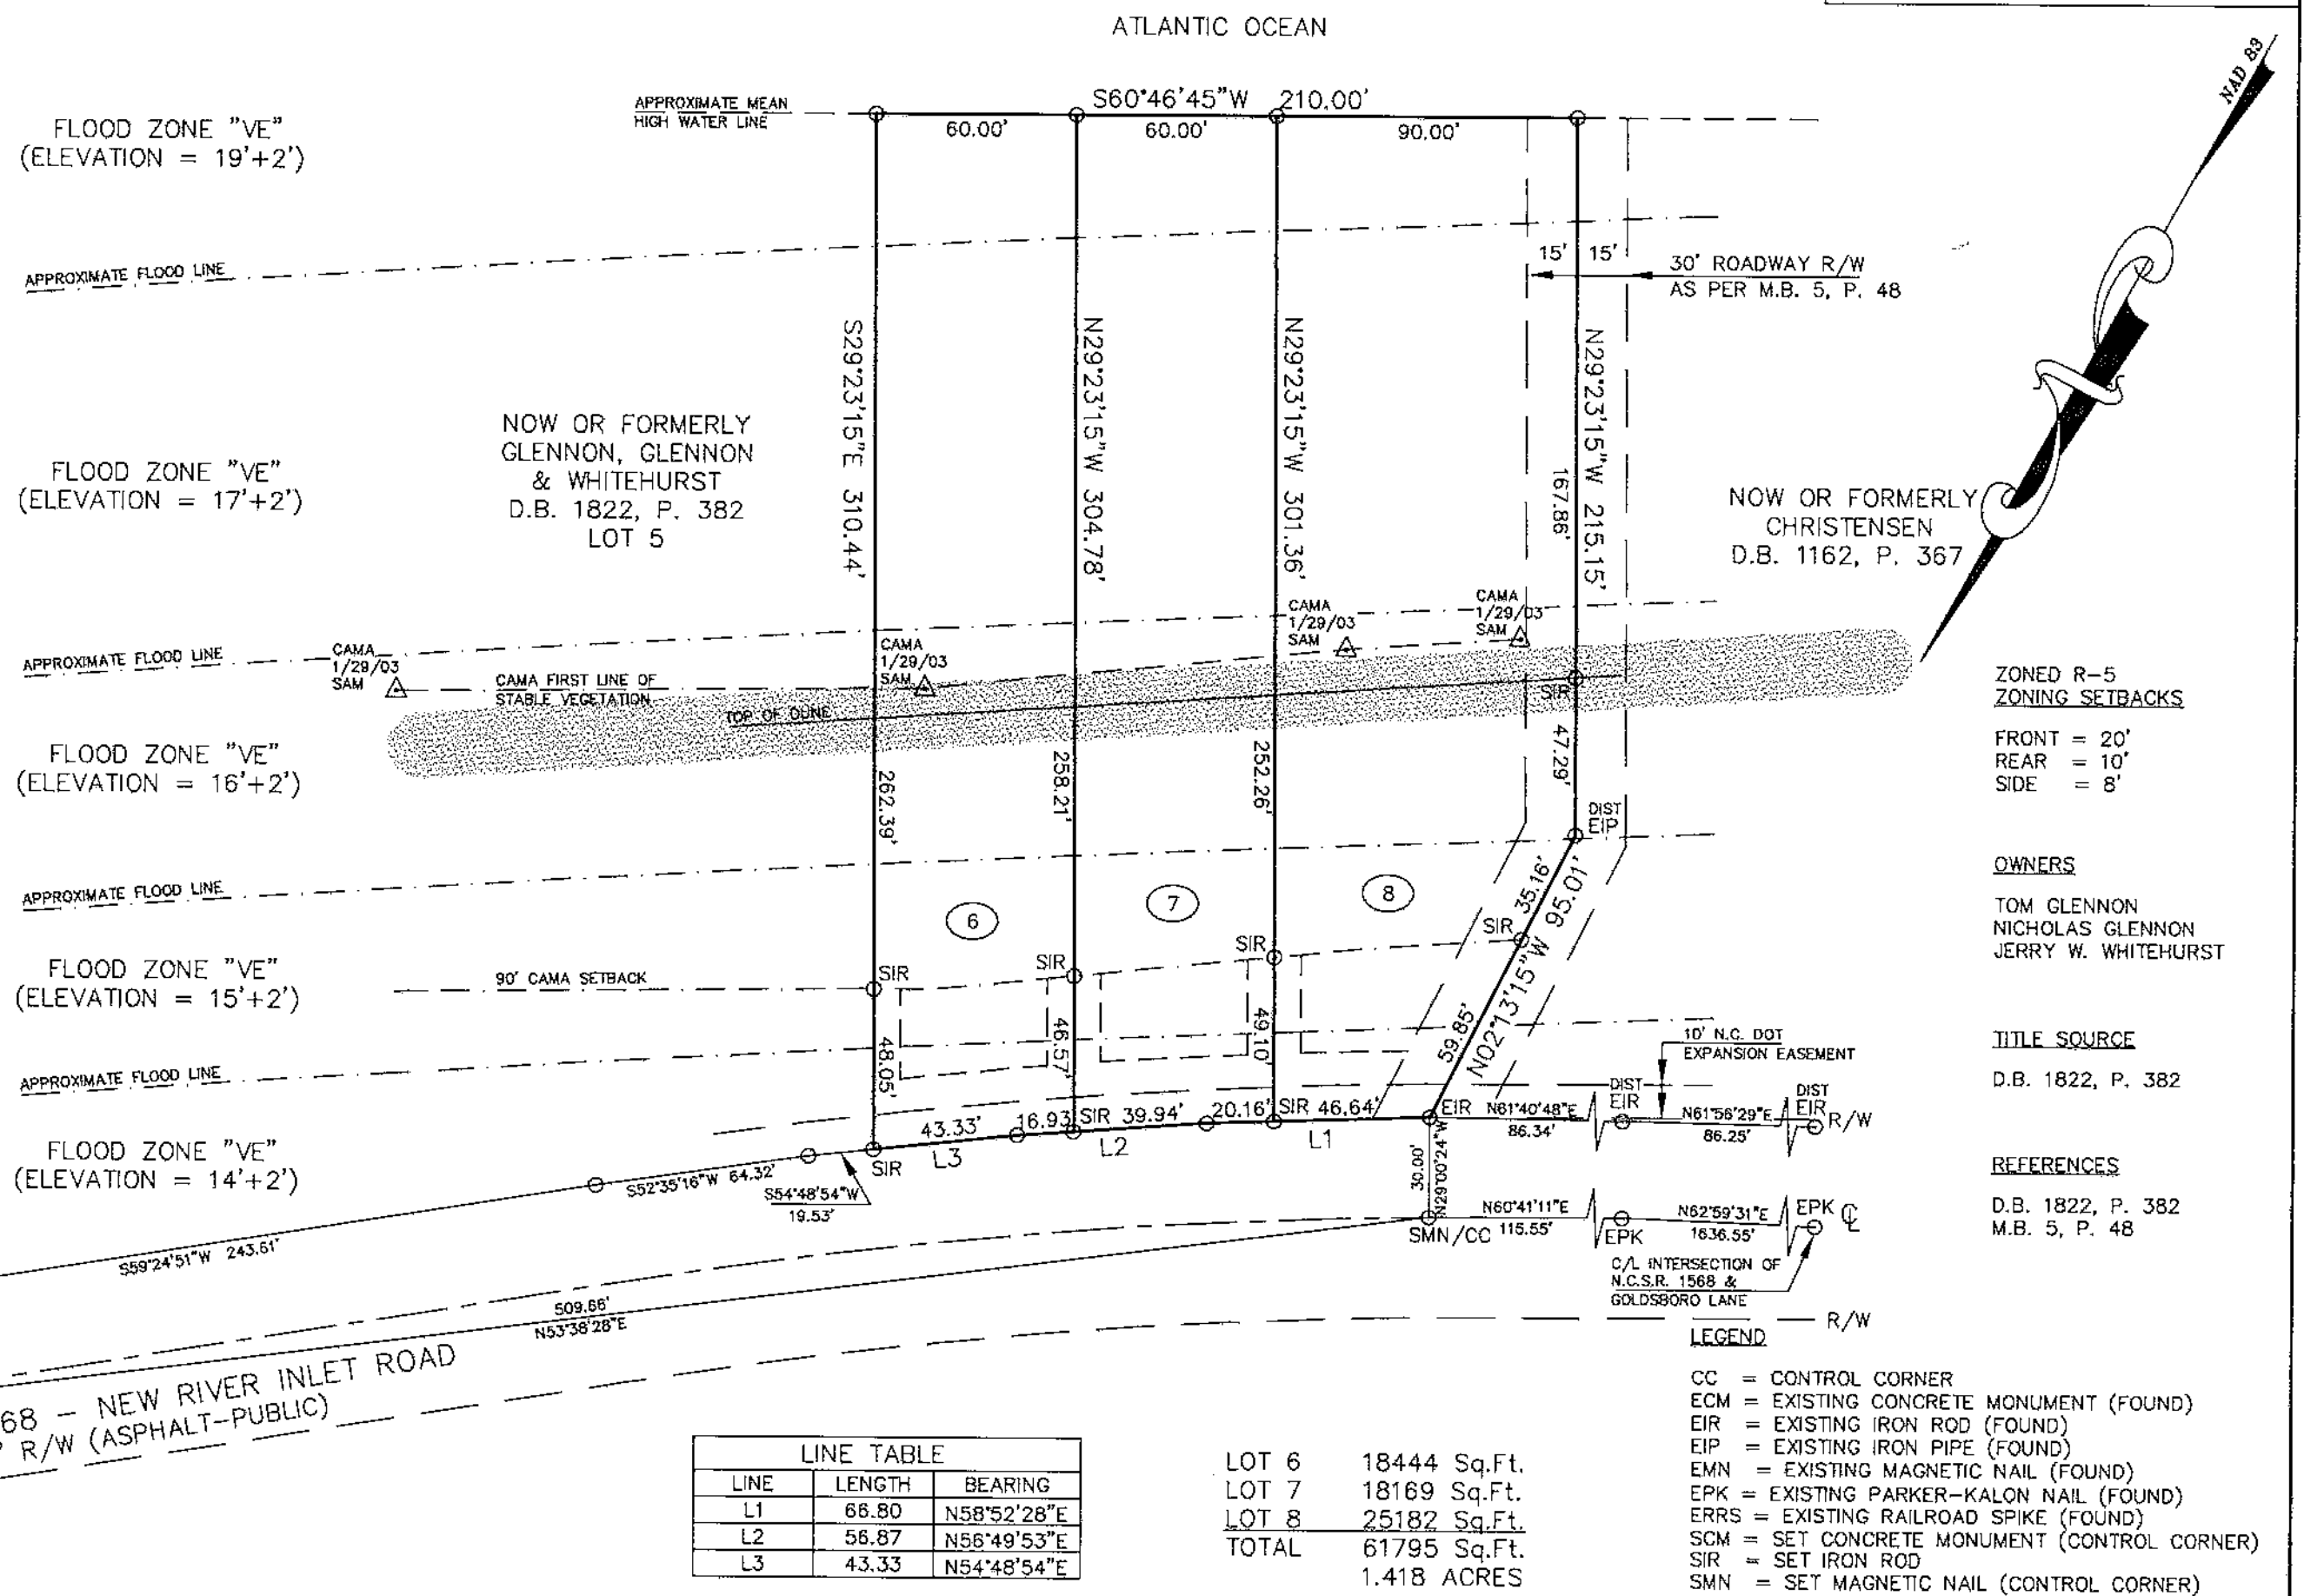 ATLANTIC OCEAN
NAD 83
FLOOD ZONE "VE"
(ELEVATION = 19'+2')
APPROXIMATE MEAN
HIGH WATER LINE
S60°46'45"W 210.00'
60.00'
60.00'
90.00'
APPROXIMATE FLOOD LINE
15'
15'
30' ROADWAY R/W
AS PER M.B. 5, P. 48
S29°23'15"E 310.44'
N29°23'15"W 304.78'
N29°23'15"W 301.36'
N29°23'15"W 215.15'
167.86'
NOW OR FORMERLY
GLENNON, GLENNON
& WHITEHURST
D.B. 1822, P. 382
LOT 5
FLOOD ZONE "VE"
(ELEVATION = 17'+2')
NOW OR FORMERLY
CHRISTENSEN
D.B. 1162, P. 367
APPROXIMATE FLOOD LINE
CAMA
1/29/03
SAM
CAMA
1/29/03
SAM
CAMA
1/29/03
SAM
CAMA
1/29/03
SAM
CAMA FIRST LINE OF
STABLE VEGETATION
TOP OF DUNE
SIR
FLOOD ZONE "VE"
(ELEVATION = 16'+2')
262.39'
258.21'
252.26'
47.29'
DIST
EIP
ZONED R-5
ZONING SETBACKS
FRONT = 20'
REAR = 10'
SIDE = 8'
APPROXIMATE FLOOD LINE
6
7
8
35.16'
N02°13'15"W 95.01'
SIR
SIR
SIR
SIR
OWNERS
TOM GLENNON
NICHOLAS GLENNON
JERRY W. WHITEHURST
FLOOD ZONE "VE"
(ELEVATION = 15'+2')
90' CAMA SETBACK
48.05'
46.57'
49.10'
59.85'
10' N.C. DOT
EXPANSION EASEMENT
TITLE SOURCE
D.B. 1822, P. 382
APPROXIMATE FLOOD LINE
FLOOD ZONE "VE"
(ELEVATION = 14'+2')
43.33'
16.93'
SIR
39.94'
20.16'
SIR
46.64'
EIR
N61°40'48"E
86.34'
DIST
EIR
N61°56'29"E
86.25'
DIST
EIR
R/W
SIR
L3
L2
L1
S52°35'16"W 64.32'
S54°48'54"W
19.53'
30.00'
N29°00'24"W
REFERENCES
D.B. 1822, P. 382
M.B. 5, P. 48
SMN/CC
N60°41'11"E
115.55'
EPK
N62°59'31"E
1636.55'
EPK
C/L INTERSECTION OF
N.C.S.R. 1568 &
GOLDSBORO LANE
S59°24'51"W 243.61'
509.66'
N53°38'28"E
R/W
68 - NEW RIVER INLET ROAD
' R/W (ASPHALT-PUBLIC)
LEGEND
CC = CONTROL CORNER
ECM = EXISTING CONCRETE MONUMENT (FOUND)
EIR = EXISTING IRON ROD (FOUND)
EIP = EXISTING IRON PIPE (FOUND)
EMN = EXISTING MAGNETIC NAIL (FOUND)
EPK = EXISTING PARKER-KALON NAIL (FOUND)
ERRS = EXISTING RAILROAD SPIKE (FOUND)
SCM = SET CONCRETE MONUMENT (CONTROL CORNER)
SIR = SET IRON ROD
SMN = SET MAGNETIC NAIL (CONTROL CORNER)
LINE TABLE
LINE LENGTH BEARING
L1 66.80 N58°52'28"E
L2 56.87 N56°49'53"E
L3 43.33 N54°48'54"E
LOT 6 18444 Sq.Ft.
LOT 7 18169 Sq.Ft.
LOT 8 25182 Sq.Ft.
TOTAL 61795 Sq.Ft.
1.418 ACRES